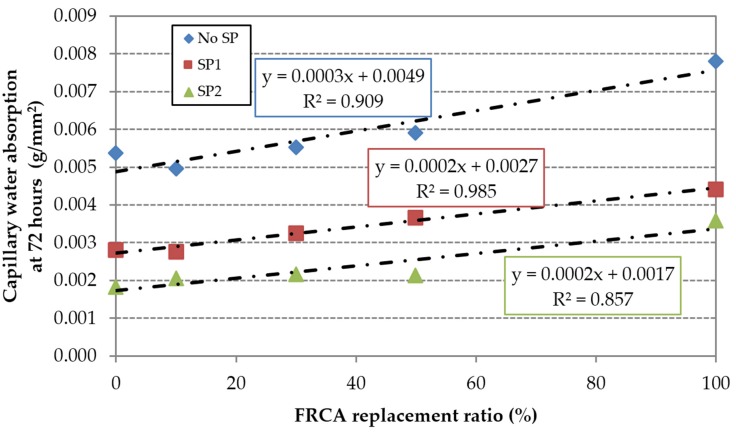 Capillary water absorption
at 72 hours (g/mm²)
0.009
0.008
0.007
0.006
0.005
0.004
0.003
0.002
0.001
0.000
No SP
SP1
SP2
y = 0.0003x + 0.0049
R² = 0.909
y = 0.0002x + 0.0027
R² = 0.985
y = 0.0002x + 0.0017
R² = 0.857
0 20 40 60 80 100
FRCA replacement ratio (%)